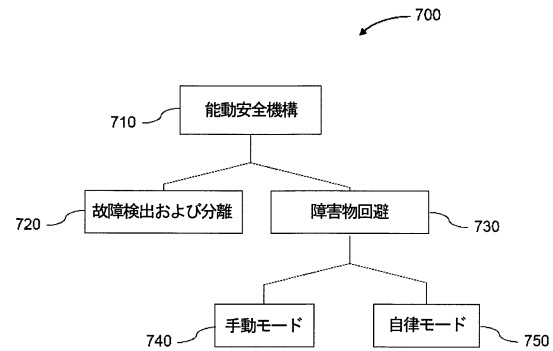 700
能動安全機構
710
故障検出および分離
720
障害物回避
730
手動モード
740
自律モード
750